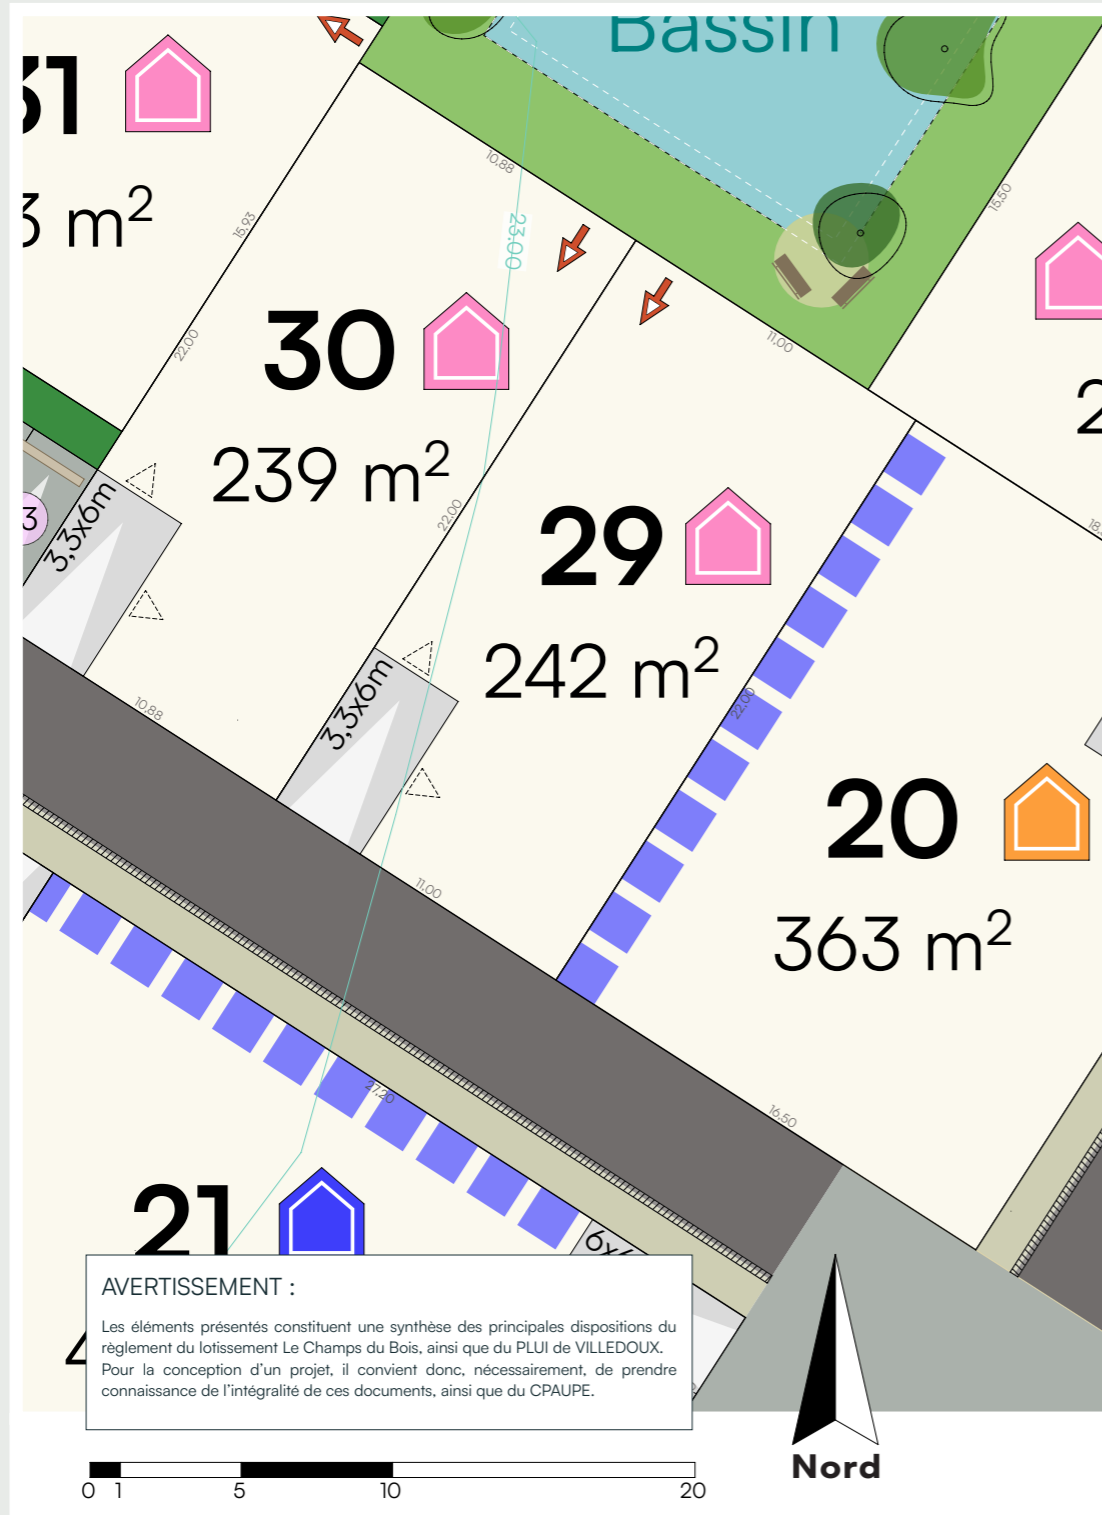 Bassin
31
3 m²
10,88
15,93
23.00
15,50
30
22,00
11,00
239 m²
3,3x6m
3
22,00
29
242 m²
3,3x6m
22,00
10,88
20
363 m²
11,00
27,20
16,50
21
6x
AVERTISSEMENT :
Les éléments présentés constituent une synthèse des principales dispositions du
règlement du lotissement Le Champs du Bois, ainsi que du PLUI de VILLEDOUX.
Pour la conception d'un projet, il convient donc, nécessairement, de prendre
connaissance de l'intégralité de ces documents, ainsi que du CPAUPE.
Nord
0 1 5 10 20